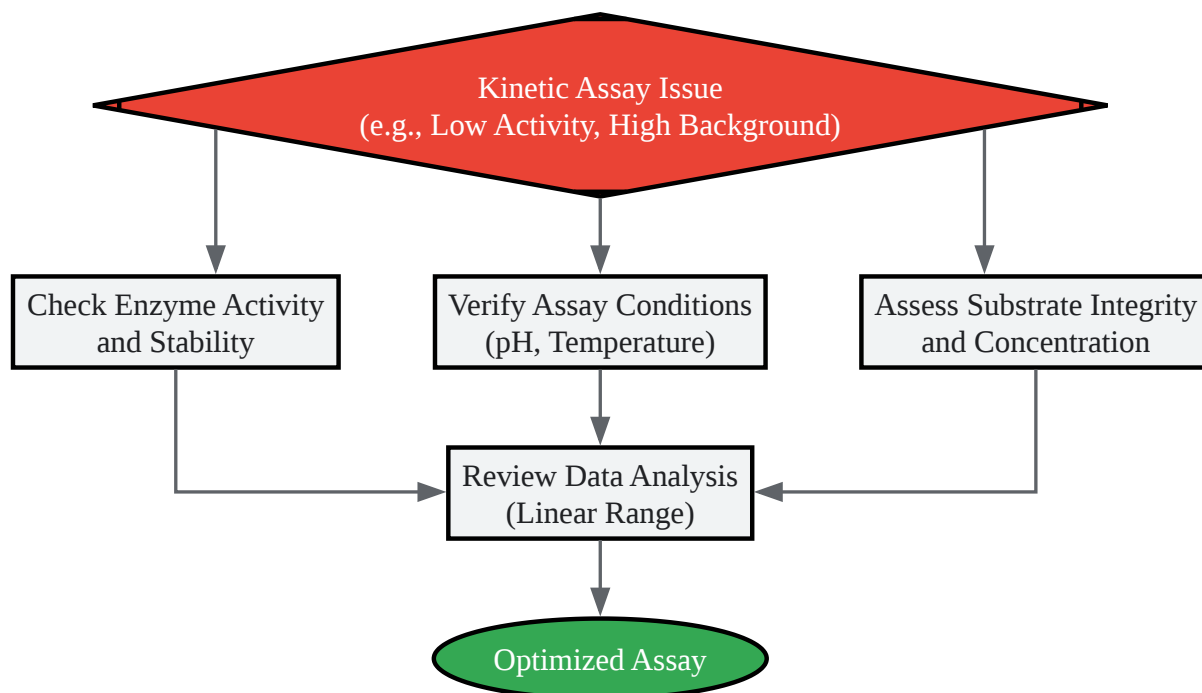 Kinetic Assay Issue
(e.g., Low Activity, High Background)
Check Enzyme Activity
and Stability
Verify Assay Conditions
(pH, Temperature)
Assess Substrate Integrity
and Concentration
Review Data Analysis
(Linear Range)
Optimized Assay